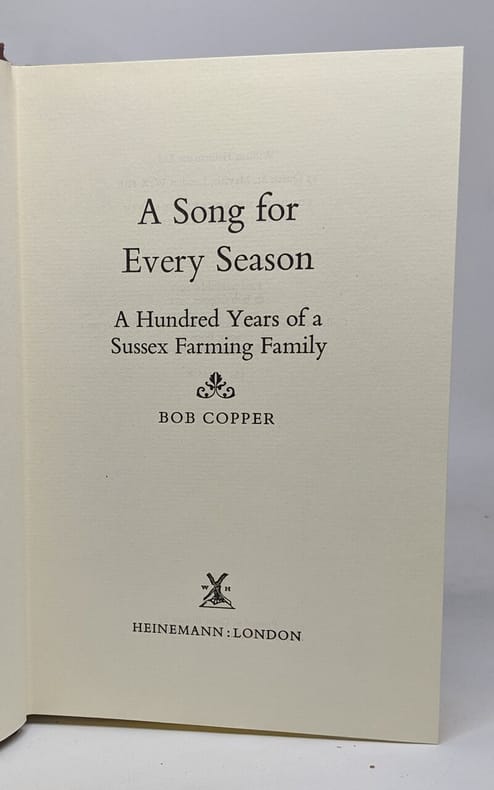 A Song for
Every Season
A Hundred Years of a
Sussex Farming Family
BOB COPPER
W H
HEINEMANN : LONDON